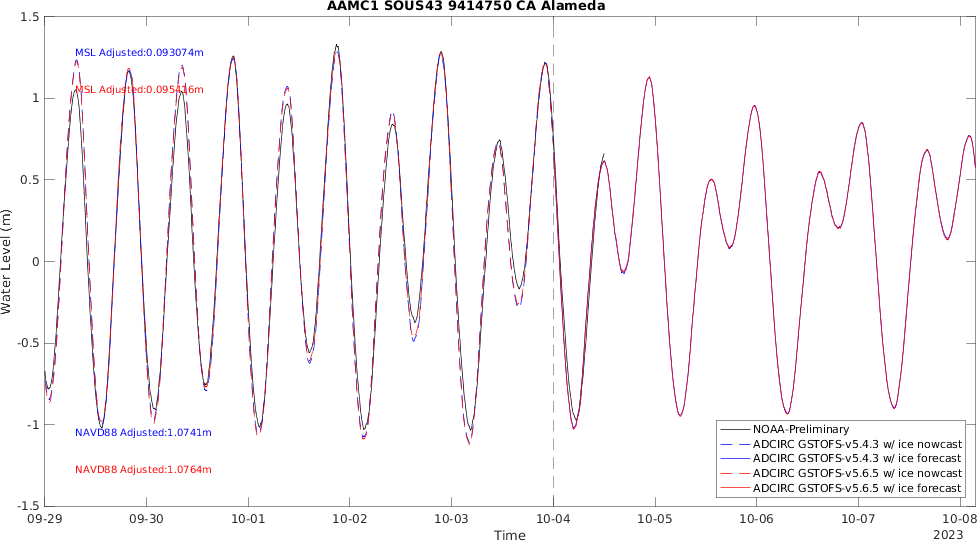 AAMC1 SOUS43 9414750 CA Alameda
Water Level (m)
1.5
1
0.5
0
-0.5
-1
-1.5
MSL Adjusted:0.093074m
MSL Adjusted:0.095416m
NAVD88 Adjusted:1.0741m
NAVD88 Adjusted:1.0764m
NOAA-Preliminary
ADCIRC GSTOFS-v5.4.3 w/ ice nowcast
ADCIRC GSTOFS-v5.4.3 w/ ice forecast
ADCIRC GSTOFS-v5.6.5 w/ ice nowcast
ADCIRC GSTOFS-v5.6.5 w/ ice forecast
09-29 09-30 10-01 10-02 10-03 10-04 10-05 10-06 10-07 10-08
Time
2023